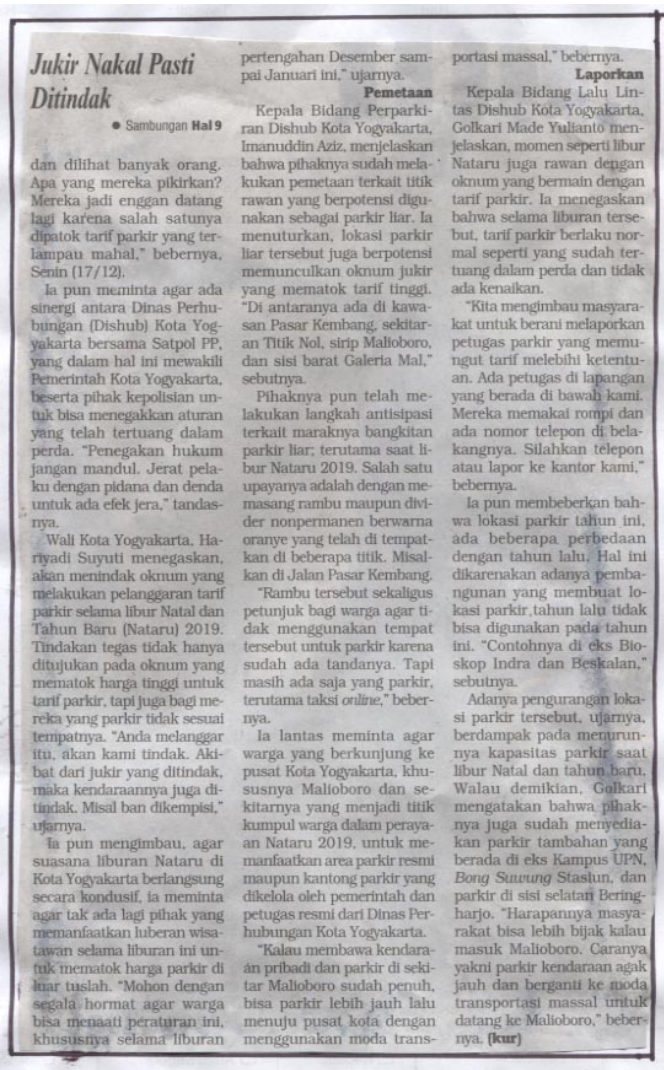 Jukir Nakal Pasti
Ditindak
● Sambungan Hal 9
dan dilihat banyak orang.
Apa yang mereka pikirkan?
Mereka jadi enggan datang
lagi karena salah satunya
dipatok tarif parkir yang ter-
lampau mahal," bebernya,
Senin (17/12).
Ia pun meminta agar ada
sinergi antara Dinas Perhu-
bungan (Dishub) Kota Yog-
yakarta bersama Satpol PP,
yang dalam hal ini mewakili
Pemerintah Kota Yogyakarta,
beserta pihak kepolisian un-
tuk bisa menegakkan aturan
yang telah tertuang dalam
perda. "Penegakan hukum
jangan mandul. Jerat pela-
ku dengan pidana dan denda
untuk ada efek jera," tandas-
nya.
Wali Kota Yogyakarta, Ha-
riyadi Suyuti menegaskan,
akan menindak oknum yang
melakukan pelanggaran tarif
parkir selama libur Natal dan
Tahun Baru (Nataru) 2019.
Tindakan tegas tidak hanya
ditujukan pada oknum yang
mematok harga tinggi untuk
tarif parkir, tapi juga bagi me-
reka yang parkir tidak sesuai
tempatnya. "Anda melanggar
itu, akan kami tindak. Aki-
bat dari jukir yang ditindak,
maka kendaraannya juga di-
tindak. Misal ban dikempisi,"
ujarnya.
Ia pun mengimbau, agar
suasana liburan Nataru di
Kota Yogyakarta berlangsung
secara kondusif, ia meminta
agar tak ada lagi pihak yang
memanfaatkan luberan wisa-
tawan selama liburan ini un-
tuk mematok harga parkir di
luar tuslah. "Mohon dengan
segala hormat agar warga
bisa menaati peraturan ini,
khususnya selama liburan
pertengahan Desember sam-
pai Januari ini," ujarnya.
Pemetaan
Kepala Bidang Perparki-
ran Dishub Kota Yogyakarta,
Imanuddin Aziz, menjelaskan
bahwa pihaknya sudah mela-
kukan pemetaan terkait titik
rawan yang berpotensi digu-
nakan sebagai parkir liar. Ia
menuturkan, lokasi parkir
liar tersebut juga berpotensi
memunculkan oknum jukir
yang mematok tarif tinggi.
"Di antaranya ada di kawa-
san Pasar Kembang, sekitar-
an Titik Nol, sirip Malioboro,
dan sisi barat Galeria Mal,"
sebutnya.
Pihaknya pun telah me-
lakukan langkah antisipasi
terkait maraknya bangkitan
parkir liar; terutama saat li-
bur Nataru 2019. Salah satu
upayanya adalah dengan me-
masang rambu maupun divi-
der nonpermanen berwarna
oranye yang telah di tempat-
kan di beberapa titik. Misal-
kan di Jalan Pasar Kembang.
"Rambu tersebut sekaligus
petunjuk bagi warga agar ti-
dak menggunakan tempat
tersebut untuk parkir karena
sudah ada tandanya. Tapi
masih ada saja yang parkir,
terutama taksi online," beber-
nya.
Ia lantas meminta agar
warga yang berkunjung ke
pusat Kota Yogyakarta, khu-
susnya Malioboro dan se-
kitarnya yang menjadi titik
kumpul warga dalam peraya-
an Nataru 2019, untuk me-
manfaatkan area parkir resmi
maupun kantong parkir yang
dikelola oleh pemerintah dan
petugas resmi dari Dinas Per-
hubungan Kota Yogyakarta.
"Kalau membawa kendara-
an pribadi dan parkir di seki-
tar Malioboro sudah penuh,
bisa parkir lebih jauh lalu
menuju pusat kota dengan
menggunakan moda trans-
portasi massal," bebernya.
Laporkan
Kepala Bidang Lalu Lin-
tas Dishub Kota Yogyakarta,
Golkari Made Yulianto men-
jelaskan, momen seperti libur
Nataru juga rawan dengan
oknum yang bermain dengan
tarif parkir. Ia menegaskan
bahwa selama liburan terse-
but, tarif parkir berlaku nor-
mal seperti yang sudah ter-
tuang dalam perda dan tidak
ada kenaikan.
"Kita mengimbau masyara-
kat untuk berani melaporkan
petugas parkir yang memu-
ngut tarif melebihi ketentu-
an. Ada petugas di lapangan
yang berada di bawah kami.
Mereka memakai rompi dan
ada nomor telepon di bela-
kangnya. Silahkan telepon
atau lapor ke kantor kami,"
bebernya.
Ia pun membeberkan bah-
wa lokasi parkir tahun ini,
ada beberapa perbedaan
dengan tahun lalu. Hal ini
dikarenakan adanya pemba-
ngunan yang membuat lo-
kasi parkir tahun lalu tidak
bisa digunakan pada tahun
ini. "Contohnya di eks Bio-
skop Indra dan Beskalan,"
sebutnya.
Adanya pengurangan loka-
si parkir tersebut, ujarnya,
berdampak pada menurun-
nya kapasitas parkir saat
libur Natal dan tahun baru.
Walau demikian, Golkari
mengatakan bahwa pihak-
nya juga sudah menyedia-
kan parkir tambahan yang
berada di eks Kampus UPN,
Bong Suwung Stasiun, dan
parkir di sisi selatan Bering-
harjo. "Harapannya masya-
rakat bisa lebih bijak kalau
masuk Malioboro. Caranya
yakni parkir kendaraan agak
jauh dan berganti ke moda
transportasi massal untuk
datang ke Malioboro," beber-
nya. (kur)